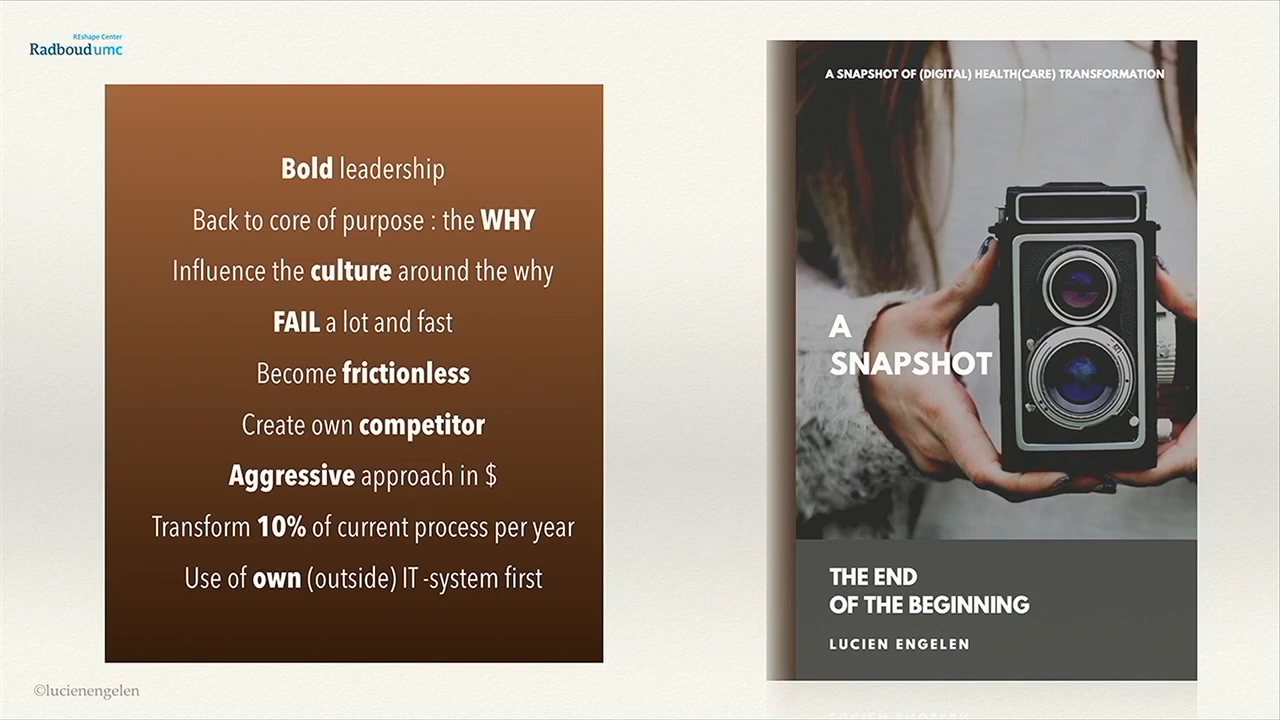 REshape Center
Radboudumc
Bold leadership
Back to core of purpose : the WHY
Influence the culture around the why
FAIL a lot and fast
Become frictionless
Create own competitor
Aggressive approach in $
Transform 10% of current process per year
Use of own (outside) IT -system first
©lucienengelen
A SNAPSHOT OF (DIGITAL) HEALTH(CARE) TRANSFORMATION
A
SNAPSHOT
THE END
OF THE BEGINNING
LUCIEN ENGELEN